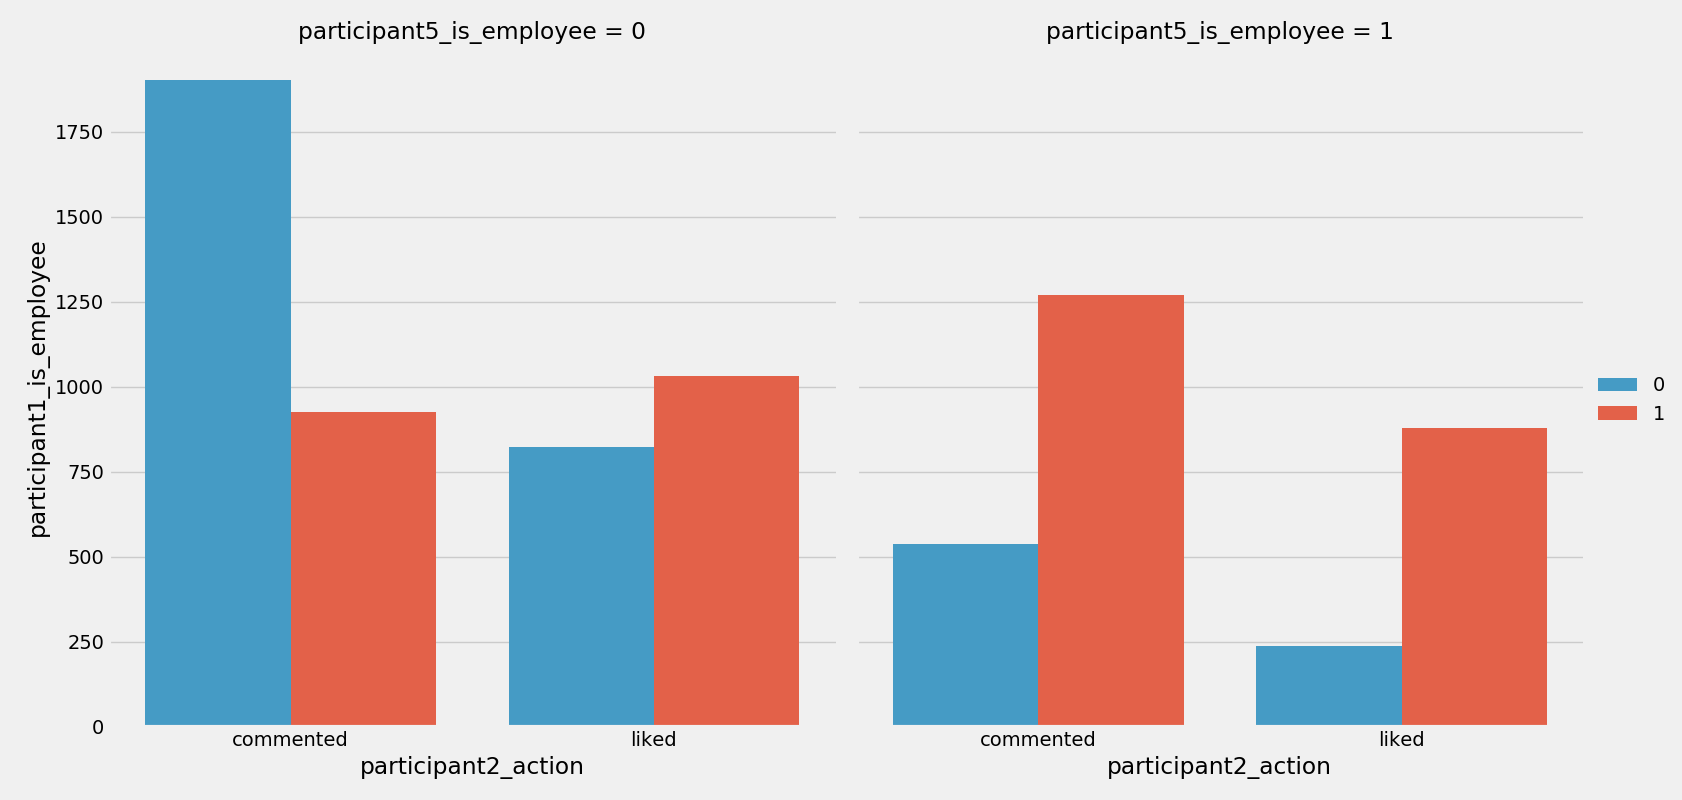 participant5_is_employee = 0
participant5_is_employee = 1
participant1_is_employee
1750
1500
1250
1000
750
500
250
0
commented
liked
commented
liked
participant2_action
participant2_action
0
1